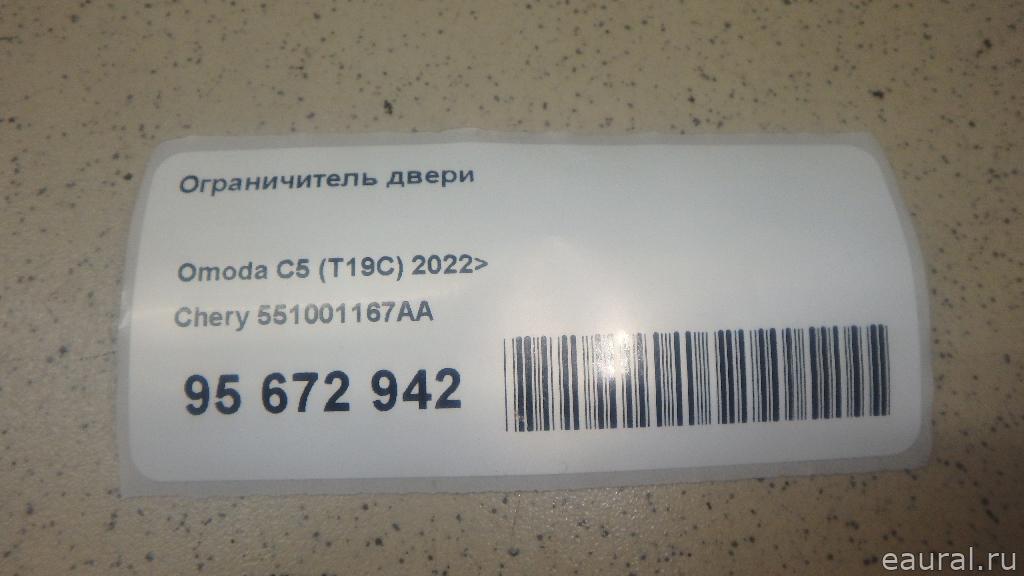 Ограничитель двери
Omoda C5 (T19C) 2022>
Chery 551001167AA
95 672 942
eaural.ru